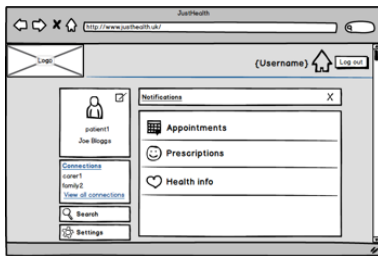 JustHealth
http://www.justhealth.uk/
Logo
{Username}
Log out
patient1
Joe Bloggs
Connections
carer1
family2
View all connections
Search
Settings
Notifications X
Appointments
Prescriptions
Health info